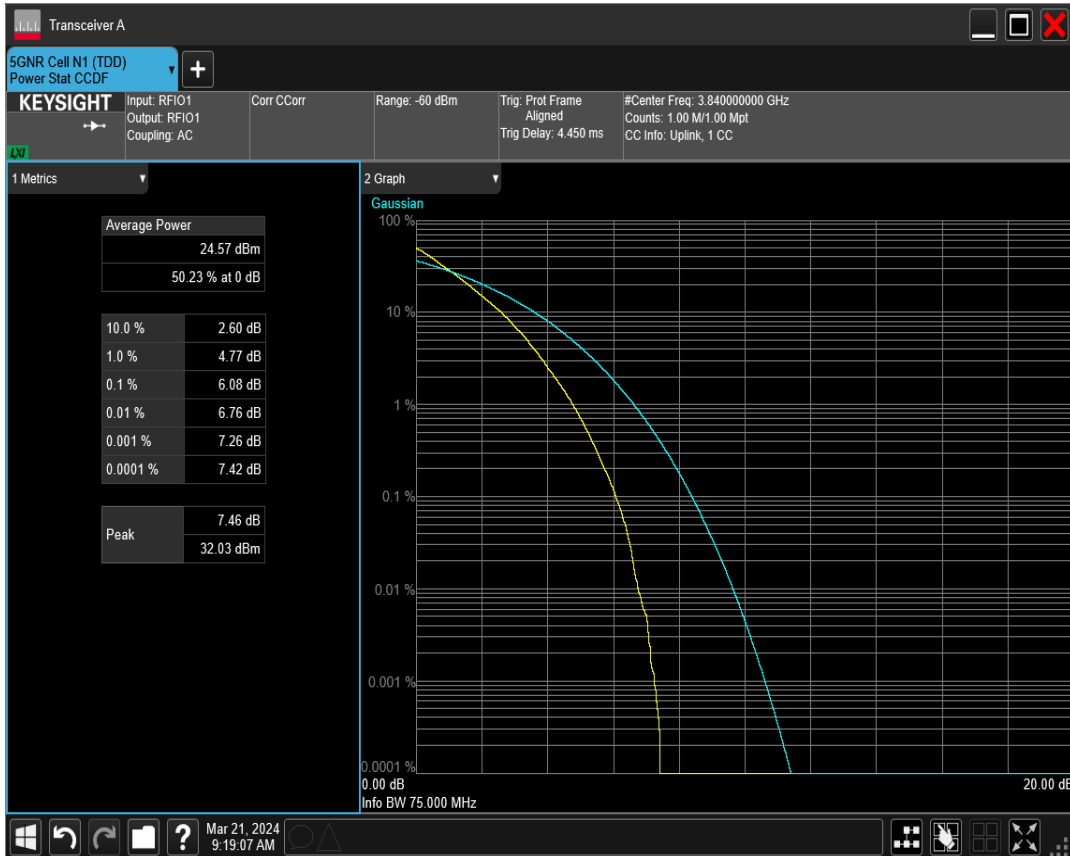 Transceiver A
5GNR Cell N1 (TDD)
Power Stat CCDF
+
KEYSIGHT
LXI
Input: RFIO1
Output: RFIO1
Coupling: AC
Corr CCorr
Range: -60 dBm
Trig: Prot Frame
Aligned
Trig Delay: 4.450 ms
#Center Freq: 3.840000000 GHz
Counts: 1.00 M/1.00 Mpt
CC Info: Uplink, 1 CC
1 Metrics
Average Power
24.57 dBm
50.23 % at 0 dB
10.0 % 2.60 dB
1.0 % 4.77 dB
0.1 % 6.08 dB
0.01 % 6.76 dB
0.001 % 7.26 dB
0.0001 % 7.42 dB
Peak
7.46 dB
32.03 dBm
2 Graph
Gaussian
100 %
10 %
1 %
0.1 %
0.01 %
0.001 %
0.0001 %
0.00 dB 20.00 dB
Info BW 75.000 MHz
?
Mar 21, 2024
9:19:07 AM